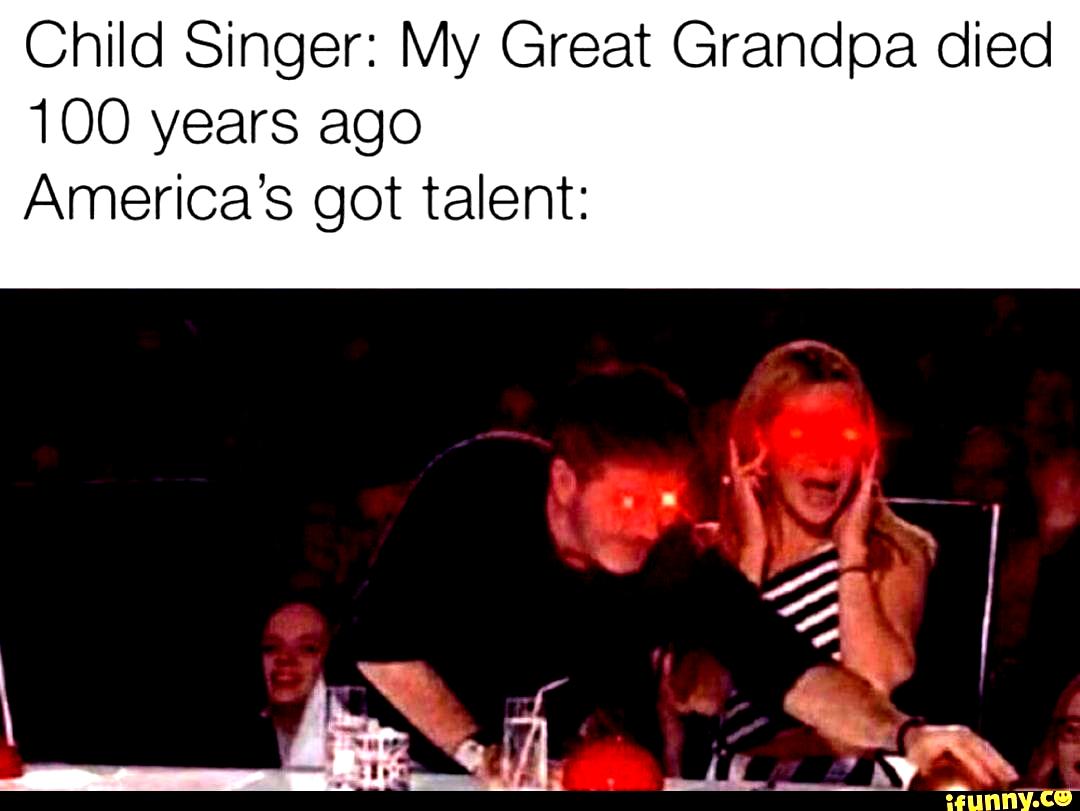 Child Singer: My Great Grandpa died
100 years ago
America’s got talent:
ifunny.co